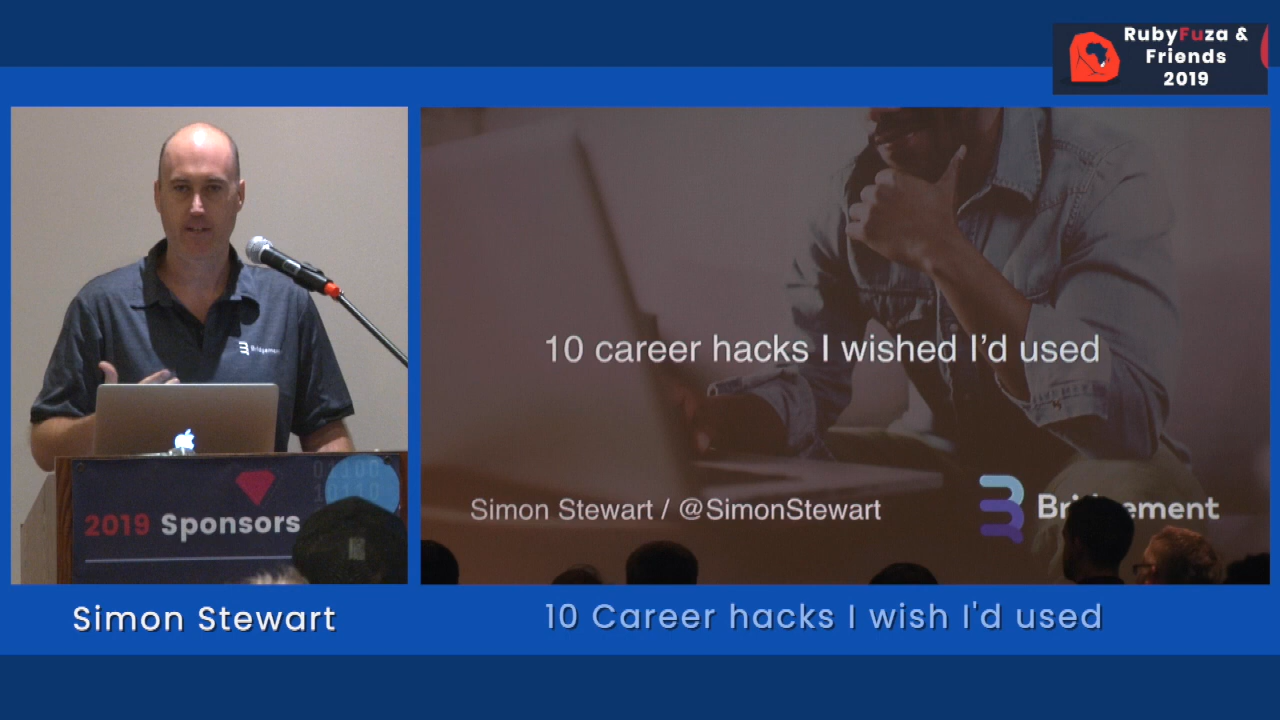 RubyFuza &
Friends
2019
Bridgement
10 career hacks I wished I'd used
Simon Stewart / @SimonStewart
2019 Sponsors
Simon Stewart
10 Career hacks I wish I'd used